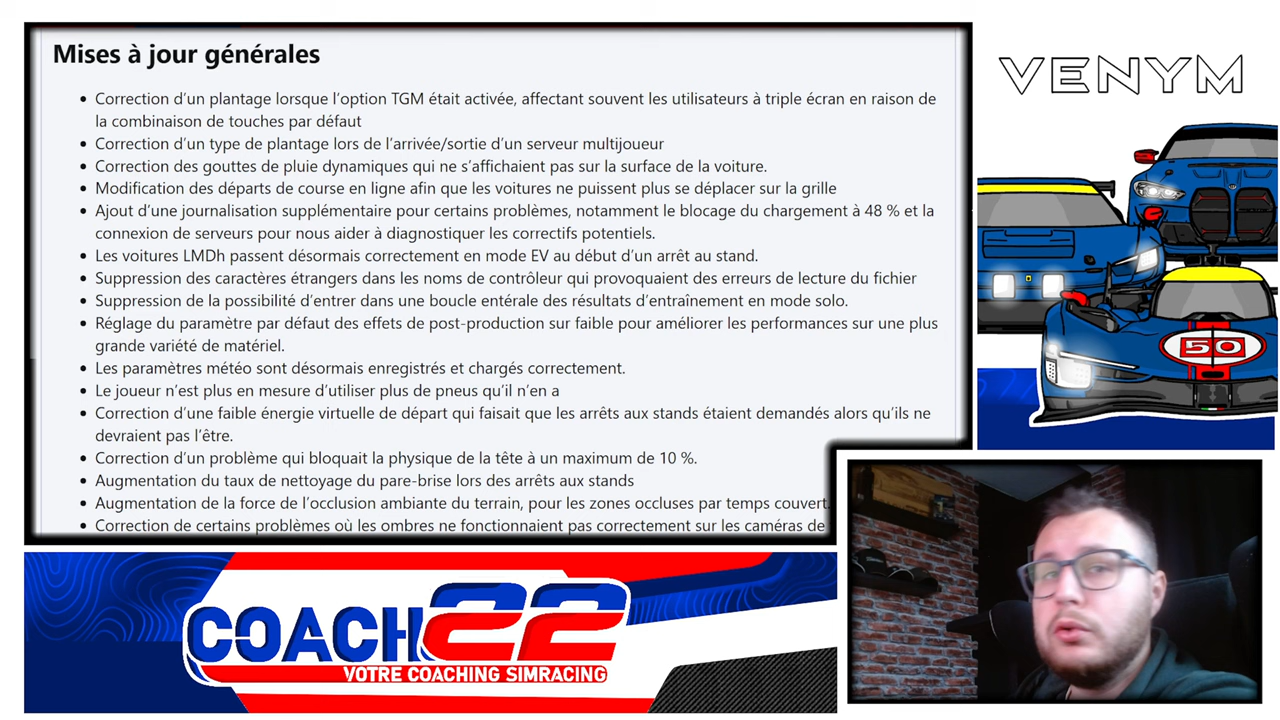 Mises à jour générales
Correction d'un plantage lorsque l'option TGM était activée, affectant souvent les utilisateurs à triple écran en raison de
la combinaison de touches par défaut
Correction d'un type de plantage lors de l'arrivée/sortie d'un serveur multijoueur
Correction des gouttes de pluie dynamiques qui ne s'affichaient pas sur la surface de la voiture.
Modification des départs de course en ligne afin que les voitures ne puissent plus se déplacer sur la grille
Ajout d'une journalisation supplémentaire pour certains problèmes, notamment le blocage du chargement à 48 % et la
connexion de serveurs pour nous aider à diagnostiquer les correctifs potentiels.
Les voitures LMDh passent désormais correctement en mode EV au début d'un arrêt au stand.
Suppression des caractères étrangers dans les noms de contrôleur qui provoquaient des erreurs de lecture du fichier
Suppression de la possibilité d'entrer dans une boucle entérale des résultats d'entraînement en mode solo.
Réglage du paramètre par défaut des effets de post-production sur faible pour améliorer les performances sur une plus
grande variété de matériel.
Les paramètres météo sont désormais enregistrés et chargés correctement.
Le joueur n'est plus en mesure d'utiliser plus de pneus qu'il n'en a
Correction d'une faible énergie virtuelle de départ qui faisait que les arrêts aux stands étaient demandés alors qu'ils ne
devraient pas l'être.
Correction d'un problème qui bloquait la physique de la tête à un maximum de 10 %.
Augmentation du taux de nettoyage du pare-brise lors des arrêts aux stands
Augmentation de la force de l'occlusion ambiante du terrain, pour les zones occluses par temps couvert.
Correction de certains problèmes où les ombres ne fonctionnaient pas correctement sur les caméras de
VENYM
50
COACH 22
VOTRE COACHING SIMRACING